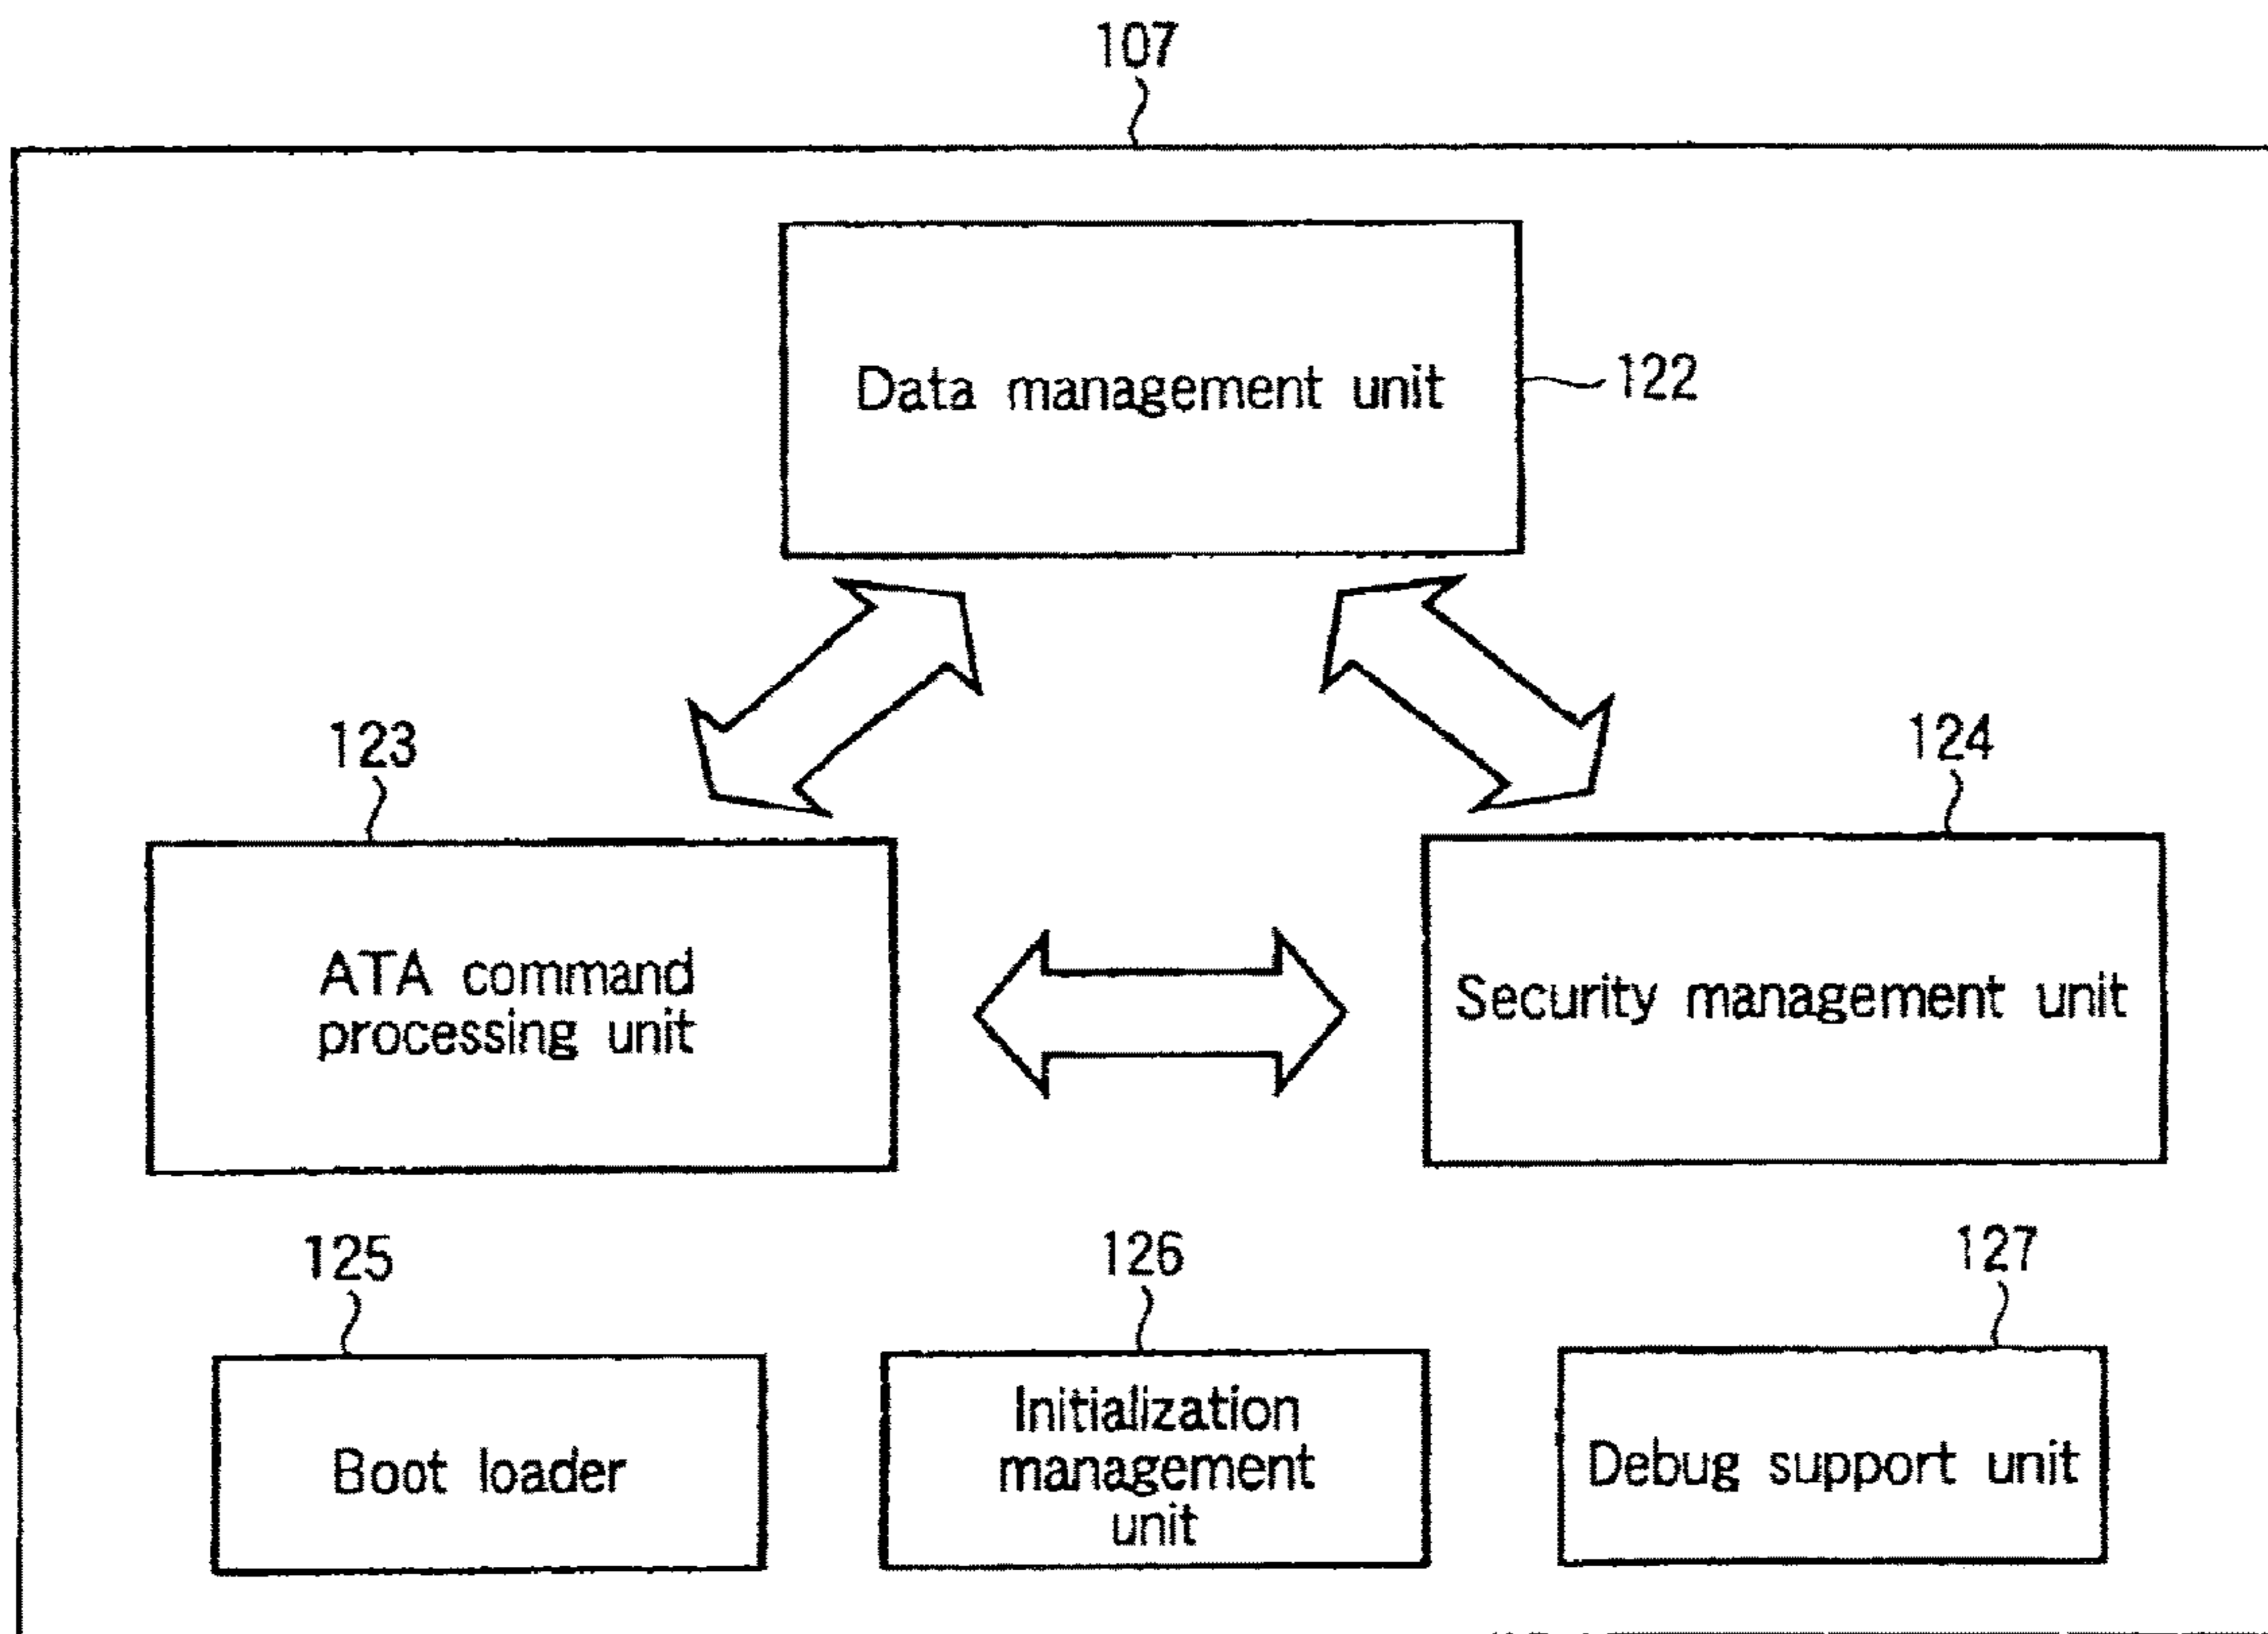 107
Data management unit
122
123
124
ATA command
processing unit
Security management unit
125
126
127
Boot loader
Initialization
management
unit
Debug support unit